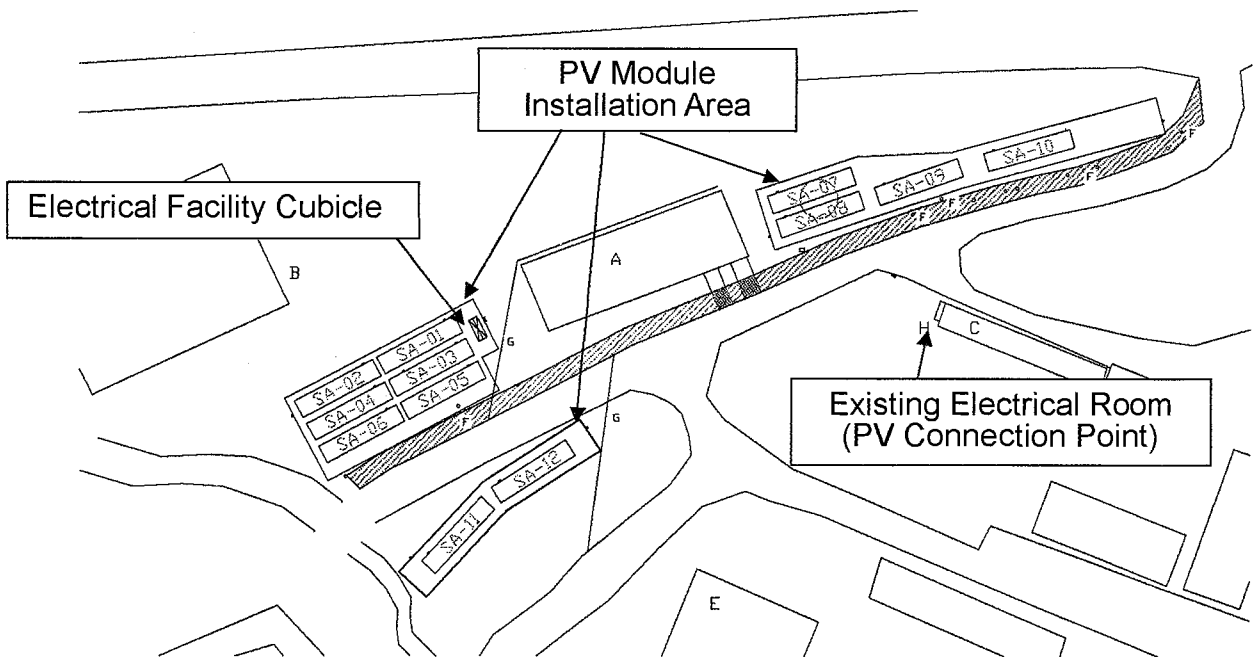 PV Module
Installation Area
Electrical Facility Cubicle
SA-07
SA-08
SA-09
SA-10
F
F
F
F
A
B
SA-01
SA-02
SA-03
SA-04
SA-05
SA-06
G
F
G
H C
Existing Electrical Room
(PV Connection Point)
SA-12
SA-11
E